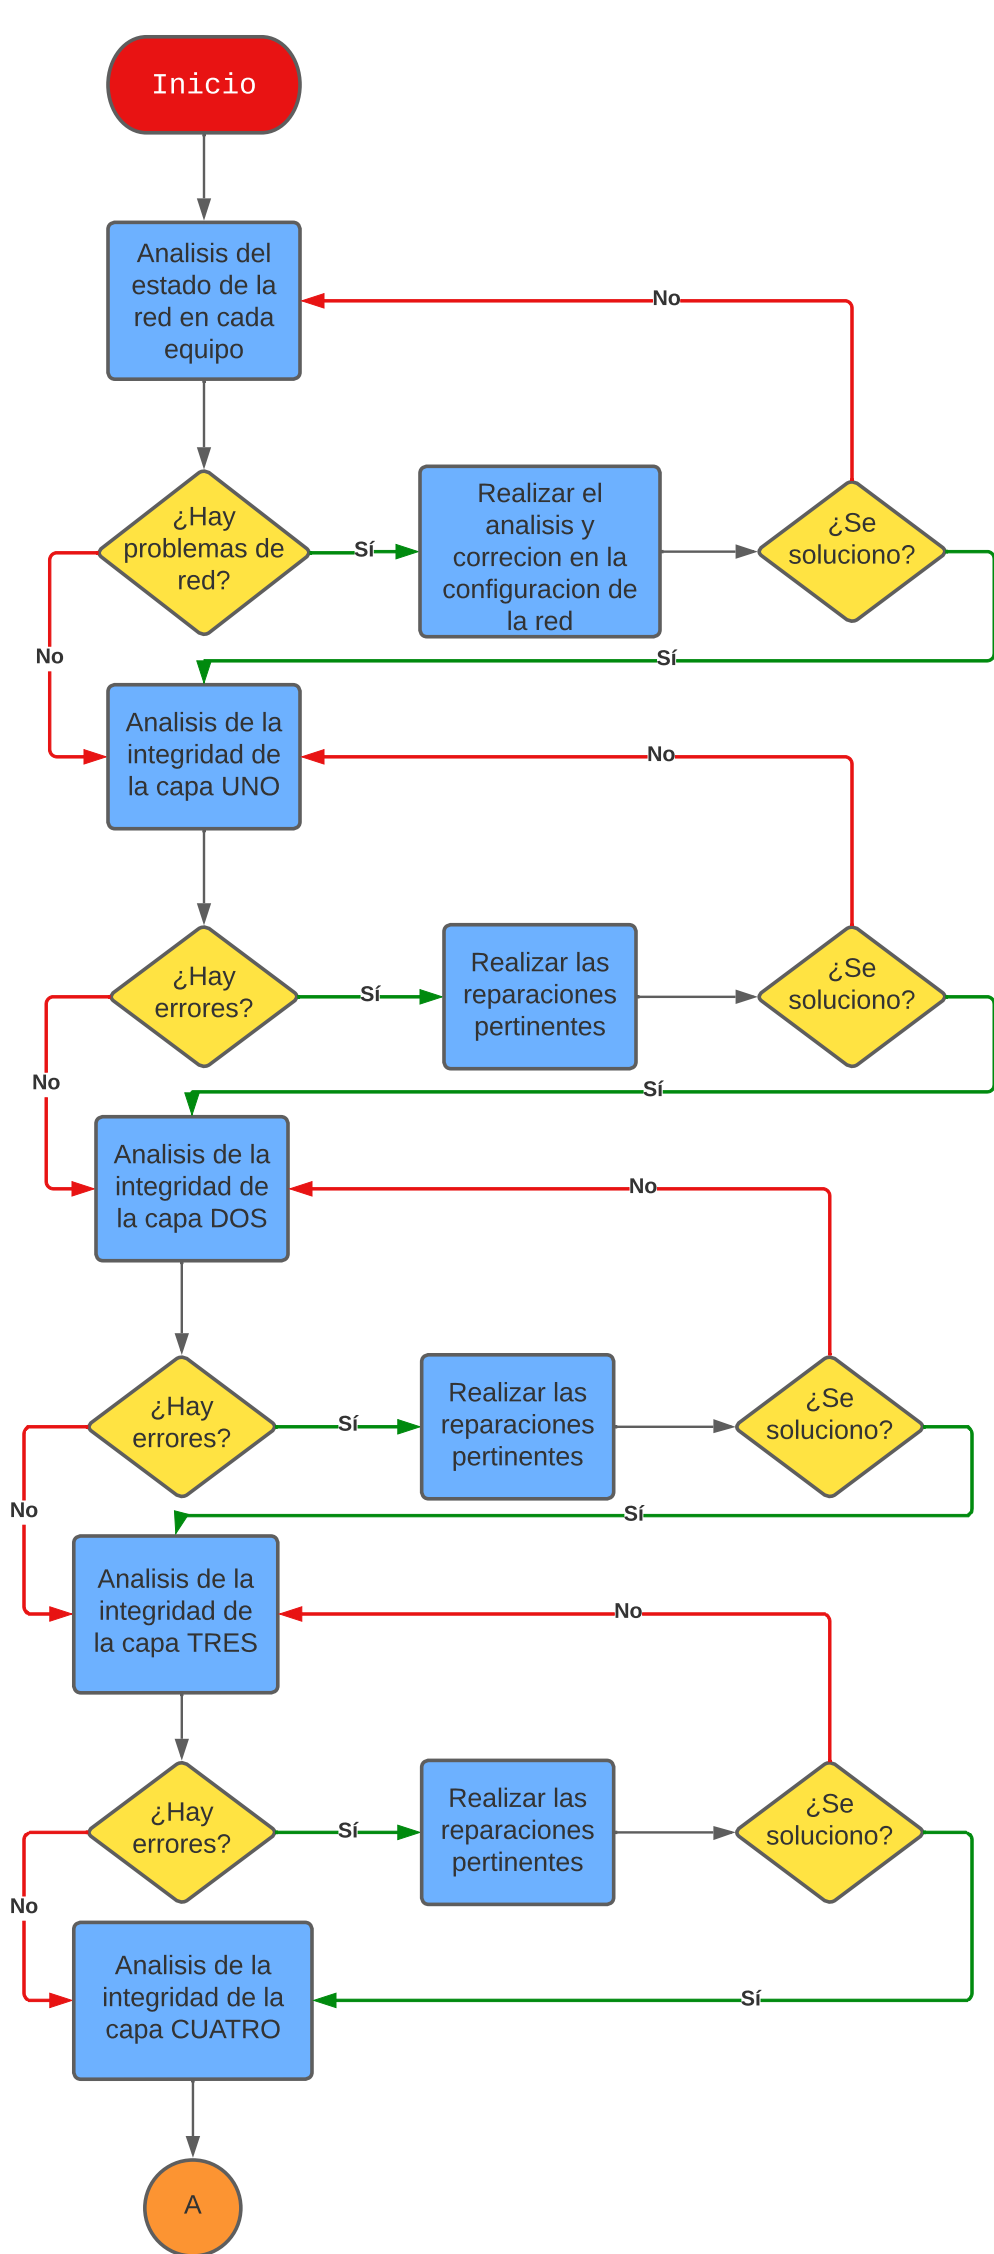 Inicio
Analisis del
estado de la
red en cada
equipo
No
¿Hay
problemas de
red?
Sí
Realizar el
analisis y
correcion en la
configuracion de
la red
¿Se
soluciono?
No
Sí
Analisis de la
integridad de
la capa UNO
No
¿Hay
errores?
Sí
Realizar las
reparaciones
pertinentes
¿Se
soluciono?
No
Sí
Analisis de la
integridad de
la capa DOS
No
¿Hay
errores?
Sí
Realizar las
reparaciones
pertinentes
¿Se
soluciono?
No
Sí
Analisis de la
integridad de
la capa TRES
No
¿Hay
errores?
Sí
Realizar las
reparaciones
pertinentes
¿Se
soluciono?
No
Analisis de la
integridad de la
capa CUATRO
Sí
A